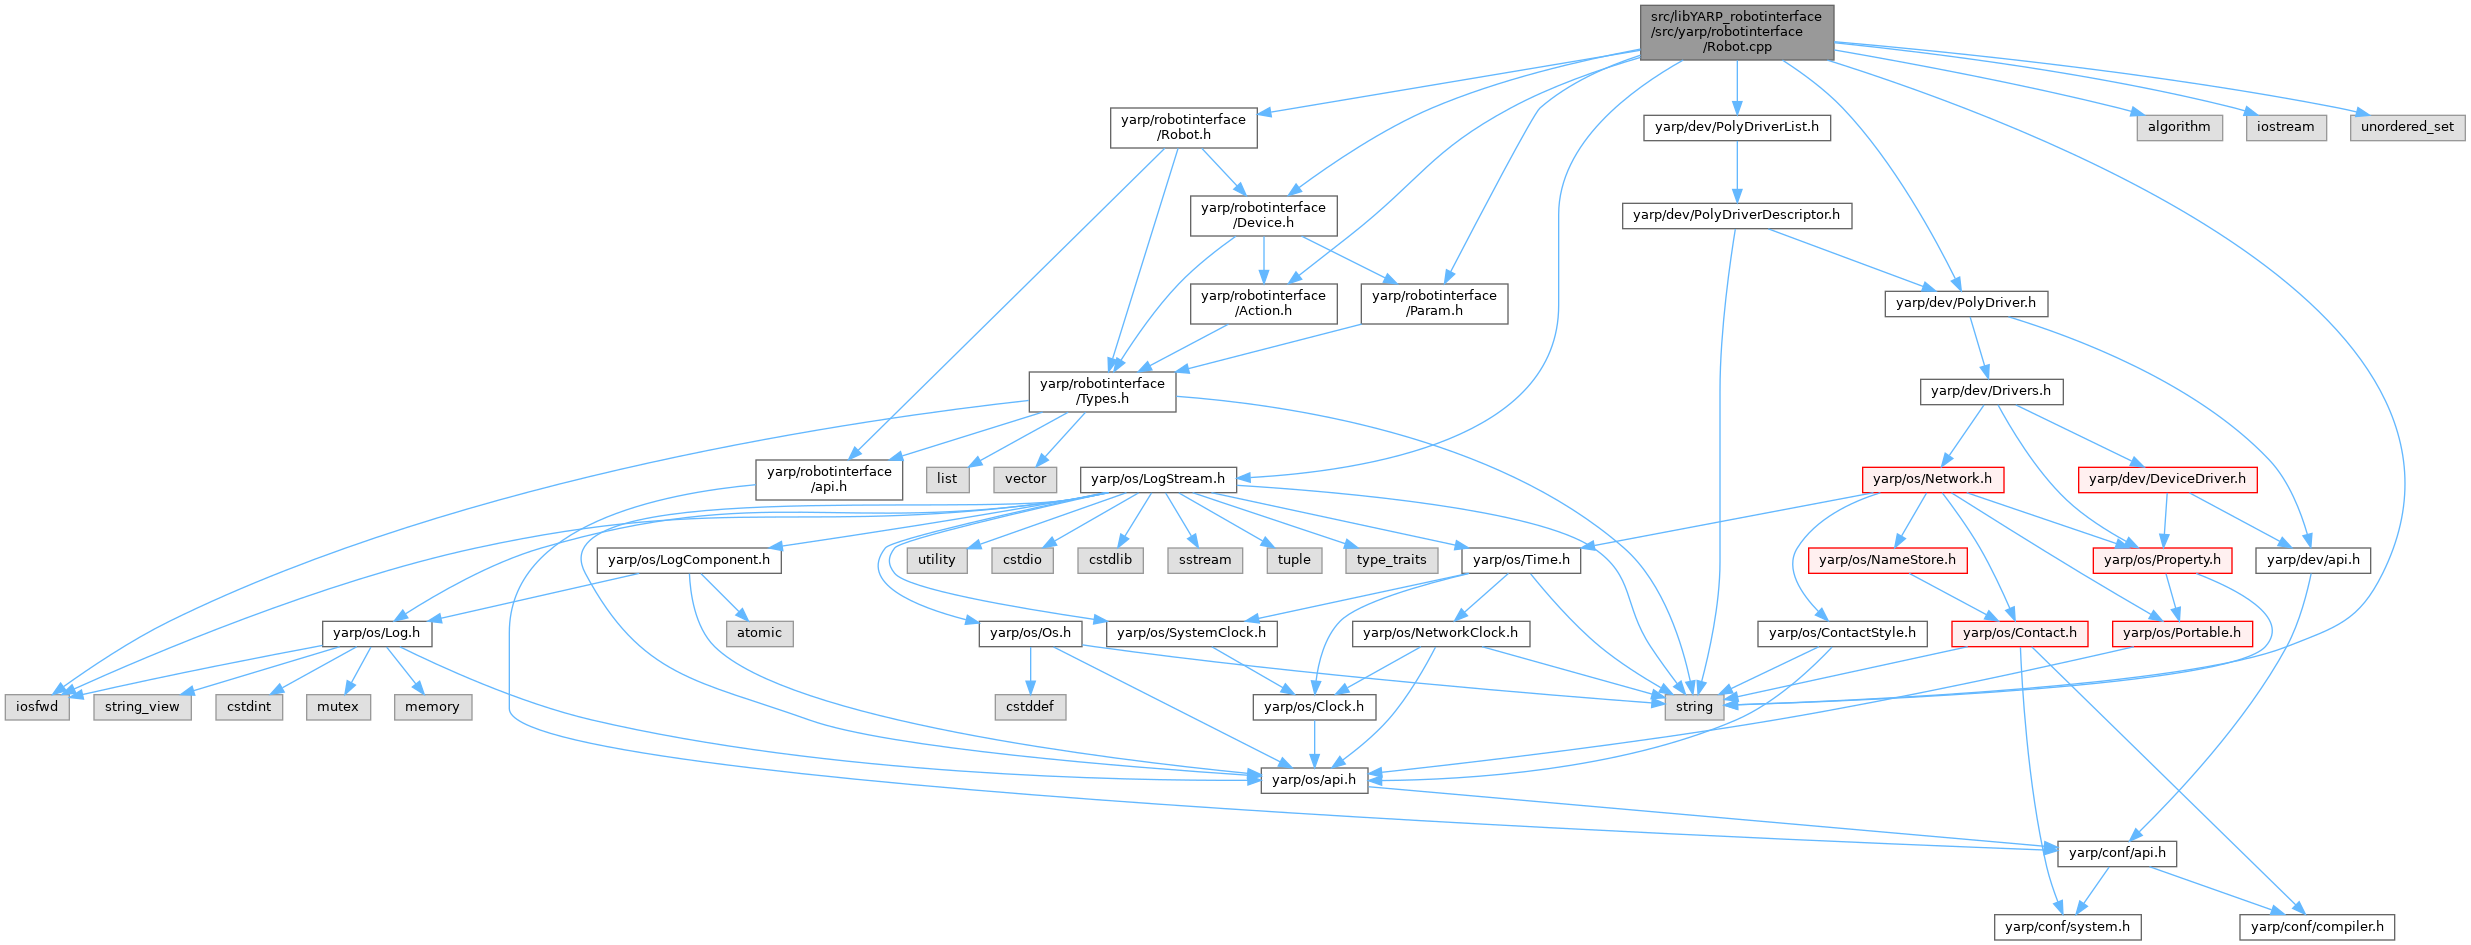 src/libYARP_robotinterface
/src/yarp/robotinterface
/Robot.cpp
yarp/robotinterface
/Robot.h
yarp/dev/PolyDriverList.h
algorithm
iostream
unordered_set
yarp/robotinterface
/Device.h
yarp/dev/PolyDriverDescriptor.h
yarp/robotinterface
/Action.h
yarp/robotinterface
/Param.h
yarp/dev/PolyDriver.h
yarp/robotinterface
/Types.h
yarp/dev/Drivers.h
yarp/robotinterface
/api.h
list
vector
yarp/os/LogStream.h
yarp/os/Network.h
yarp/dev/DeviceDriver.h
yarp/os/LogComponent.h
utility
cstdio
cstdlib
sstream
tuple
type_traits
yarp/os/Time.h
yarp/os/NameStore.h
yarp/os/Property.h
yarp/dev/api.h
yarp/os/Log.h
atomic
yarp/os/Os.h
yarp/os/SystemClock.h
yarp/os/NetworkClock.h
yarp/os/ContactStyle.h
yarp/os/Contact.h
yarp/os/Portable.h
iosfwd
string_view
cstdint
mutex
memory
cstddef
yarp/os/Clock.h
string
yarp/os/api.h
yarp/conf/api.h
yarp/conf/system.h
yarp/conf/compiler.h